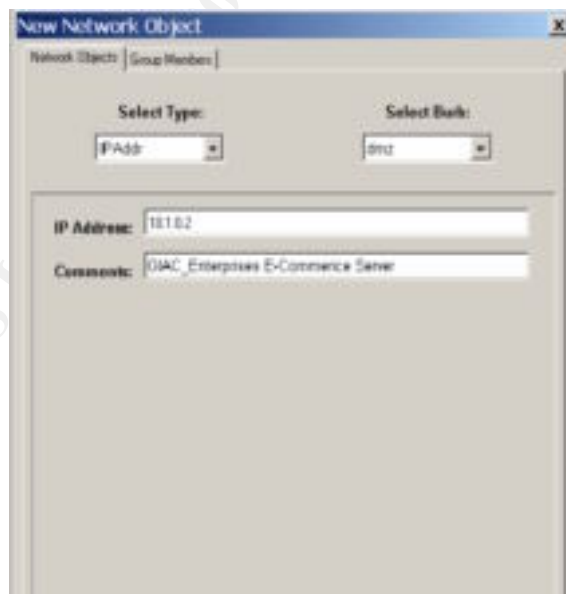 New Network Object
Network Objects Group Members
Select Type: Select Burb:
IPAddr dmz
IP Address: 10.1.0.2
Comments: GIAC_Enterprises E-Commerce Server